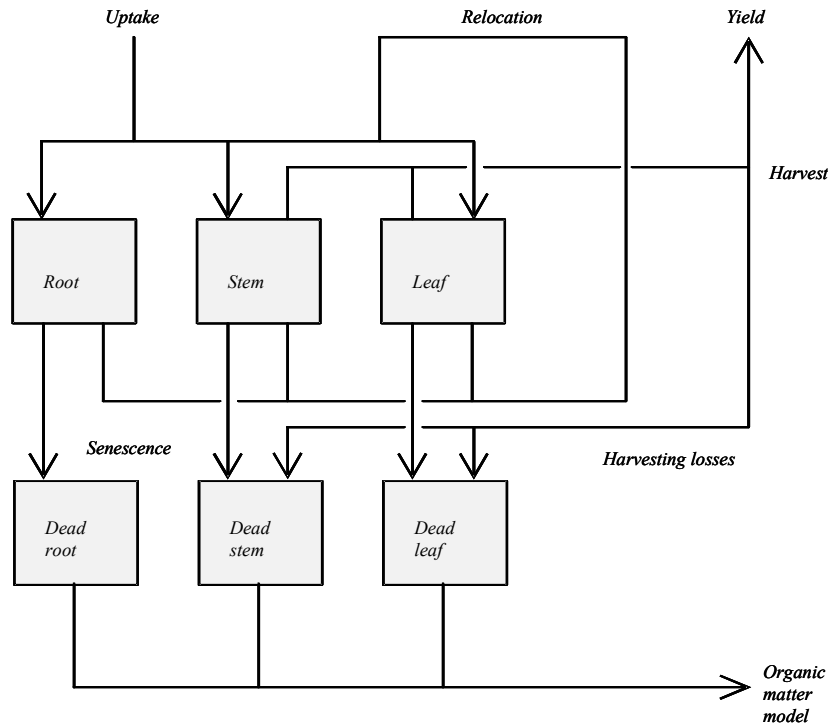 Uptake
Relocation
Yield
Harvest
Root
Stem
Leaf
Senescence
Harvesting losses
Dead
root
Dead
stem
Dead
leaf
Organic
matter
model